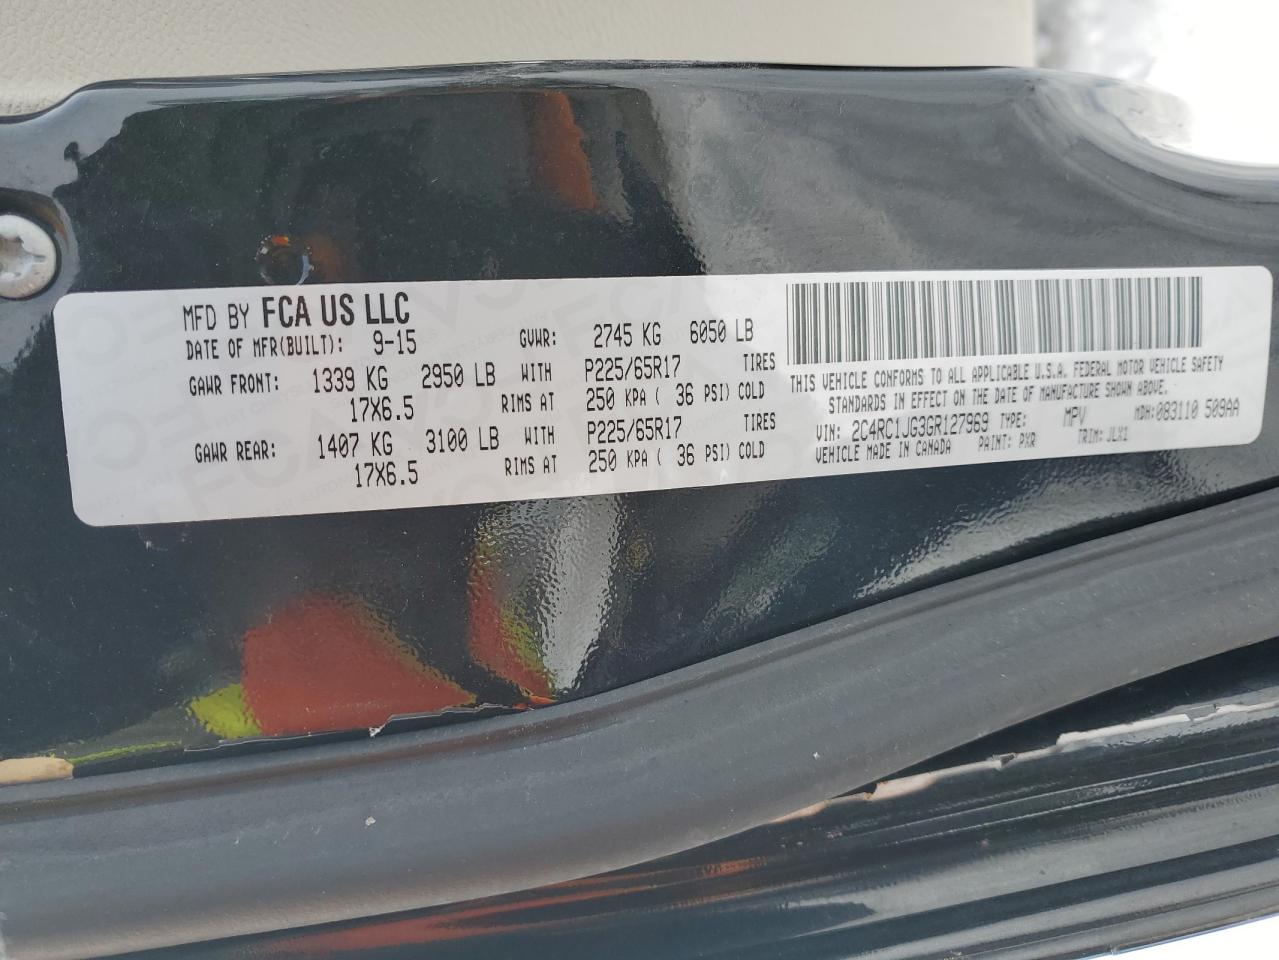 MFD BY FCA US LLC
DATE OF MFR(BUILT): 9-15 GVWR: 2745 KG 6050 LB
GAWR FRONT: 1339 KG 2950 LB WITH P225/65R17 TIRES
17X6.5 RIMS AT 250 KPA ( 36 PSI) COLD
GAWR REAR: 1407 KG 3100 LB WITH P225/65R17 TIRES
17X6.5 RIMS AT 250 KPA ( 36 PSI) COLD
THIS VEHICLE CONFORMS TO ALL APPLICABLE U.S.A. FEDERAL MOTOR VEHICLE SAFETY
STANDARDS IN EFFECT ON THE DATE OF MANUFACTURE SHOWN ABOVE.
VIN: 2C4RC1JG3GR127969 TYPE: MPV MDH: 083110 509AA
VEHICLE MADE IN CANADA PAINT: PXR TRIM: JLX1